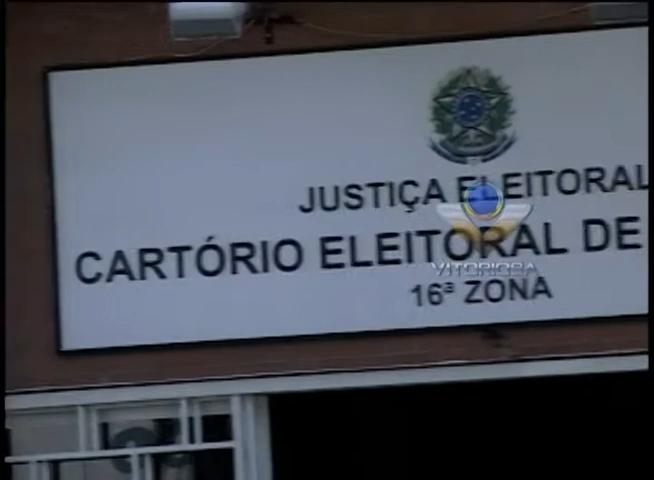 JUSTIÇA ELEITORAL
CARTÓRIO ELEITORAL DE
16ª ZONA
VITORIOSA